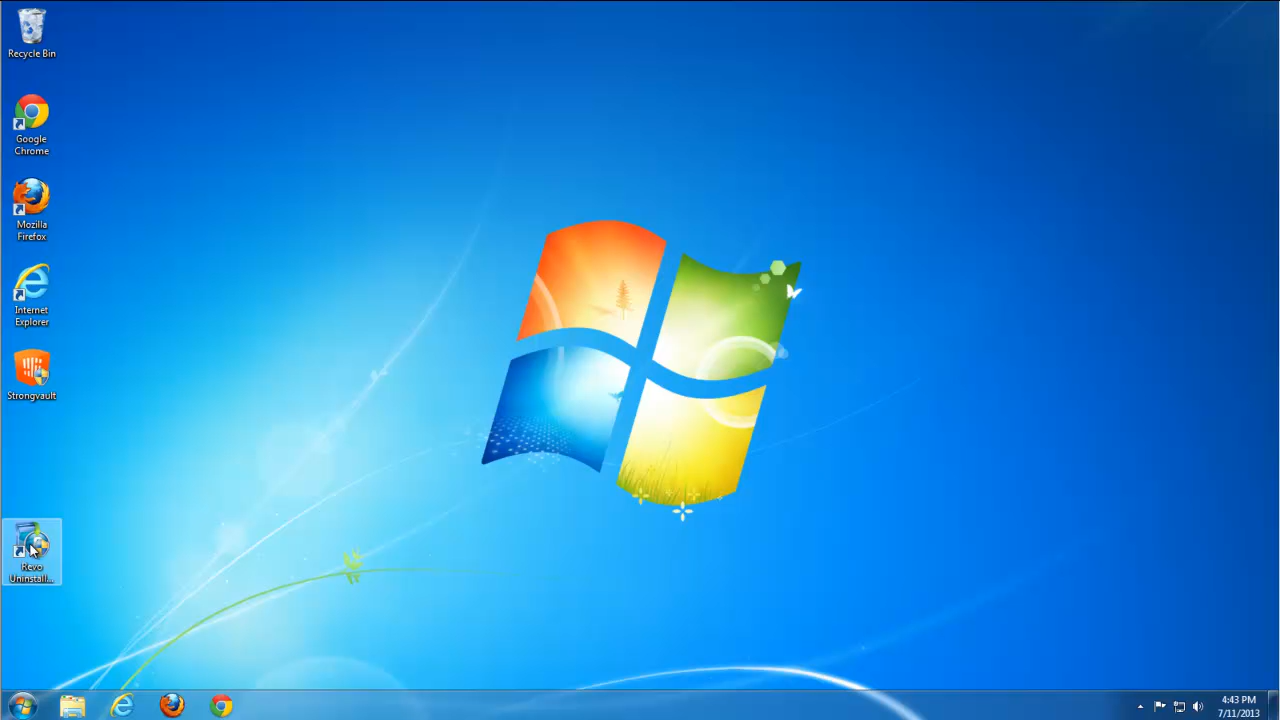 Recycle Bin
Google
Chrome
Mozilla
Firefox
Internet
Explorer
Strongvault
Revo
Uninstall...
4:43 PM
7/11/2013